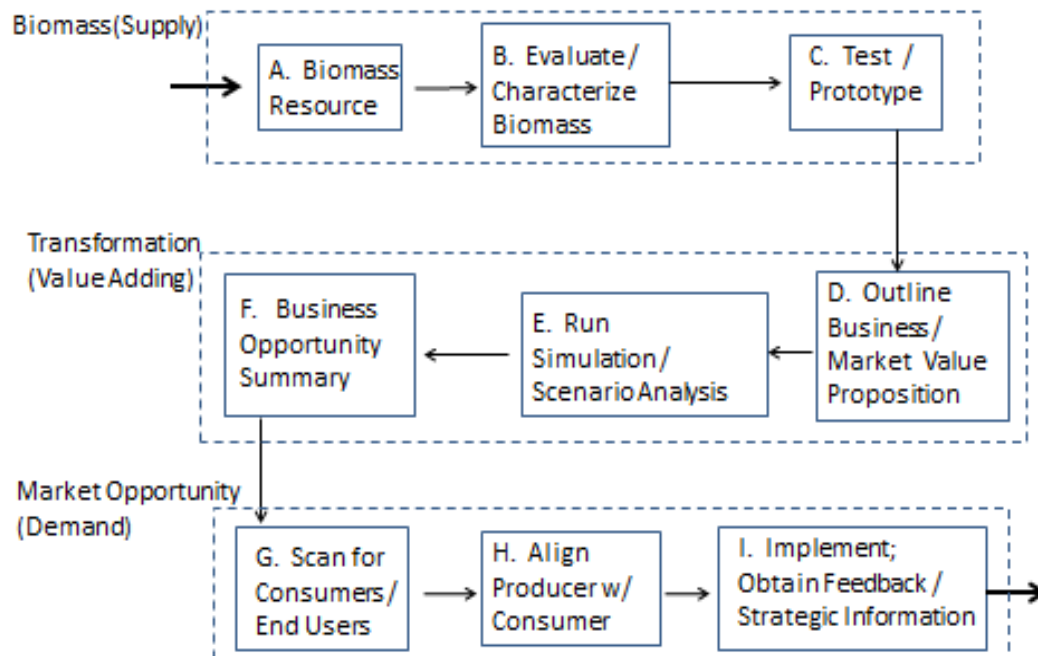 Biomass(Supply)
A. Biomass
Resource
B. Evaluate/
Characterize
Biomass
C. Test /
Prototype
Transformation
(Value Adding)
F. Business
Opportunity
Summary
E. Run
Simulation/
Scenario Analysis
D. Outline
Business/
Market Value
Proposition
Market Opportunity
(Demand)
G. Scan for
Consumers/
End Users
H. Align
Producer w/
Consumer
I. Implement;
Obtain Feedback /
Strategic Information